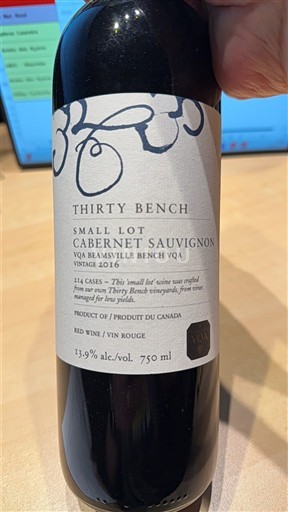 THIRTY BENCH
SMALL LOT
CABERNET SAUVIGNON
VQA BEAMSVILLE BENCH VQA
VINTAGE 2016
214 CASES – This 'small lot' wine was crafted
from our own Thirty Bench vineyards, from vines
managed for low yields.
PRODUCT OF / PRODUIT DU CANADA
RED WINE / VIN ROUGE
VQA
13.9% alc./vol. 750 ml